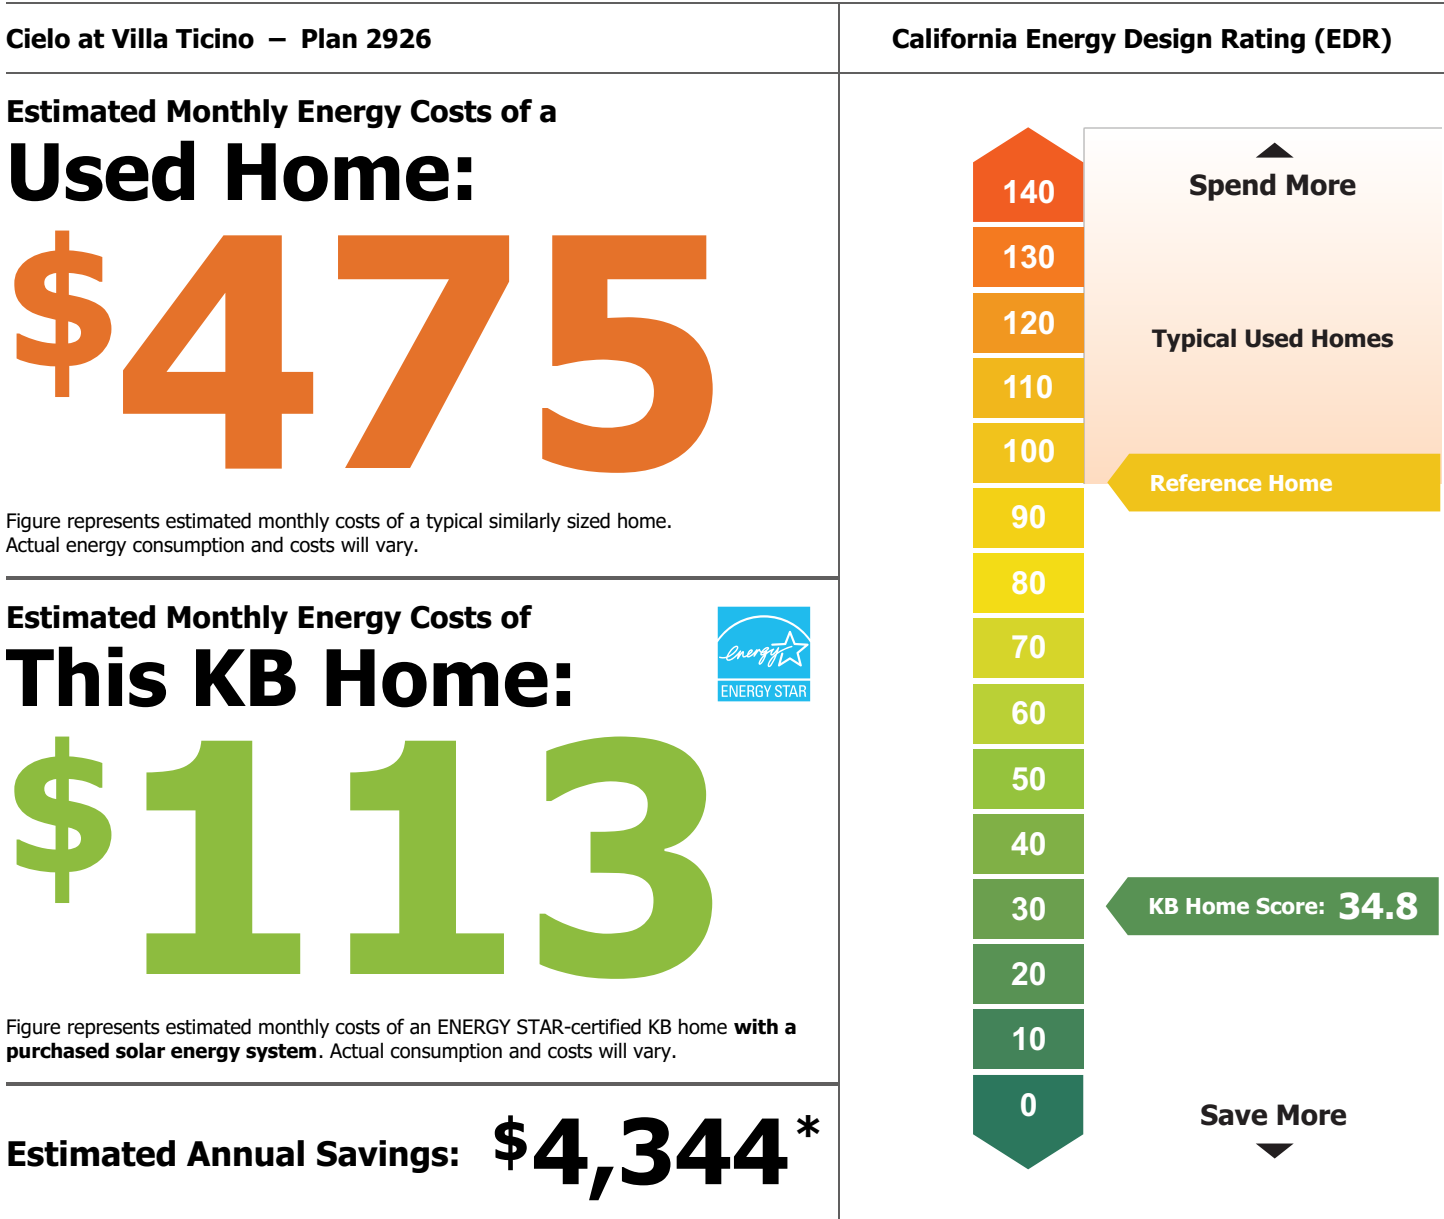 Cielo at Villa Ticino – Plan 2926
Estimated Monthly Energy Costs of a
Used Home:
$475
Figure represents estimated monthly costs of a typical similarly sized home.
Actual energy consumption and costs will vary.
Estimated Monthly Energy Costs of
This KB Home:
energy
ENERGY STAR
$113
Figure represents estimated monthly costs of an ENERGY STAR-certified KB home with a
purchased solar energy system. Actual consumption and costs will vary.
Estimated Annual Savings: $4,344*
California Energy Design Rating (EDR)
140
130
120
110
100
90
80
70
60
50
40
30
20
10
0
Spend More
Typical Used Homes
Reference Home
KB Home Score: 34.8
Save More